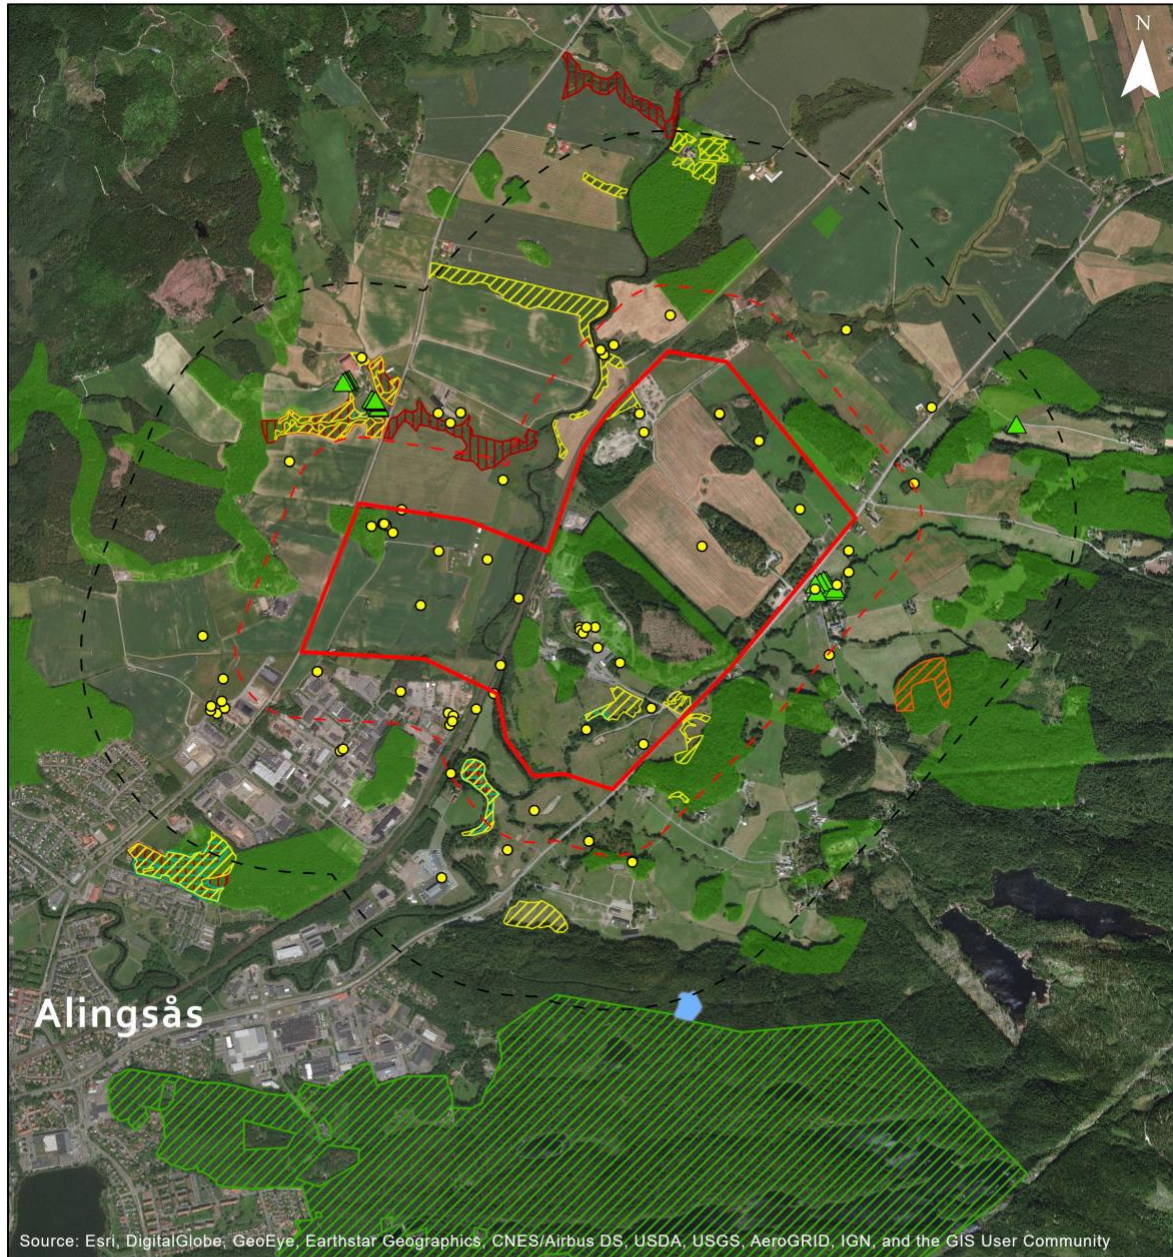 N
Alingsås
Source: Esri, DigitalGlobe, GeoEye, Earthstar Geographics, CNES/Airbus DS, USDA, USGS, AeroGRID, IGN, and the GIS User Community